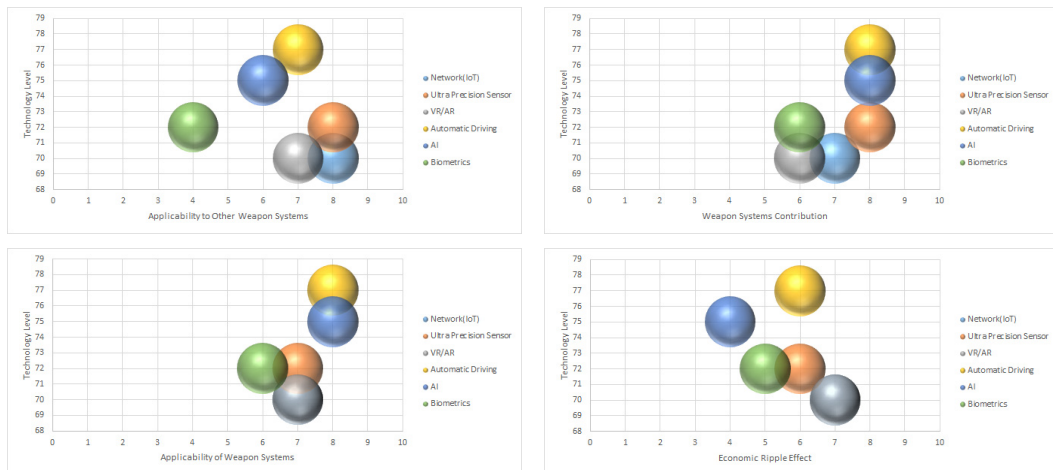 79
78
77
76
75
74
73
72
71
70
69
68
Technology Level
0 1 2 3 4 5 6 7 8 9 10
Applicability to Other Weapon Systems
Network(IoT)
Ultra Precision Sensor
VR/AR
Automatic Driving
AI
Biometrics
79
78
77
76
75
74
73
72
71
70
69
68
Technology Level
0 1 2 3 4 5 6 7 8 9 10
Weapon Systems Contribution
Network(IoT)
Ultra Precision Sensor
VR/AR
Automatic Driving
AI
Biometrics
79
78
77
76
75
74
73
72
71
70
69
68
Technology Level
0 1 2 3 4 5 6 7 8 9 10
Applicability of Weapon Systems
Network(IoT)
Ultra Precision Sensor
VR/AR
Automatic Driving
AI
Biometrics
79
78
77
76
75
74
73
72
71
70
69
68
Technology Level
0 1 2 3 4 5 6 7 8 9 10
Economic Ripple Effect
Network(IoT)
Ultra Precision Sensor
VR/AR
Automatic Driving
AI
Biometrics